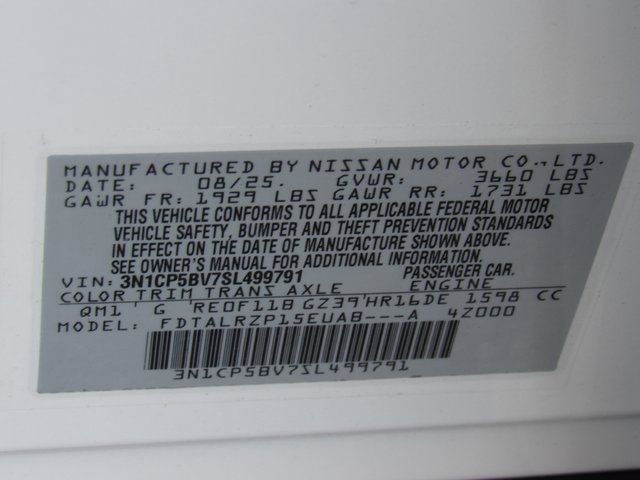 MANUFACTURED BY NISSAN MOTOR CO., LTD.
DATE: 08/25. GVWR: 3660 LBS
GAWR FR: 1929 LBS GAWR RR: 1731 LBS
THIS VEHICLE CONFORMS TO ALL APPLICABLE FEDERAL MOTOR
VEHICLE SAFETY, BUMPER AND THEFT PREVENTION STANDARDS
IN EFFECT ON THE DATE OF MANUFACTURE SHOWN ABOVE.
SEE OWNER'S MANUAL FOR ADDITIONAL INFORMATION.
VIN: 3N1CP5BV7SL499791 PASSENGER CAR.
COLOR TRIM TRANS AXLE ENGINE
QM1 G RE0F11B GZ39 HR16DE 1598 CC
MODEL: FDTALRZP15EUAB---A 4Z000
3N1CP5BV7SL499791